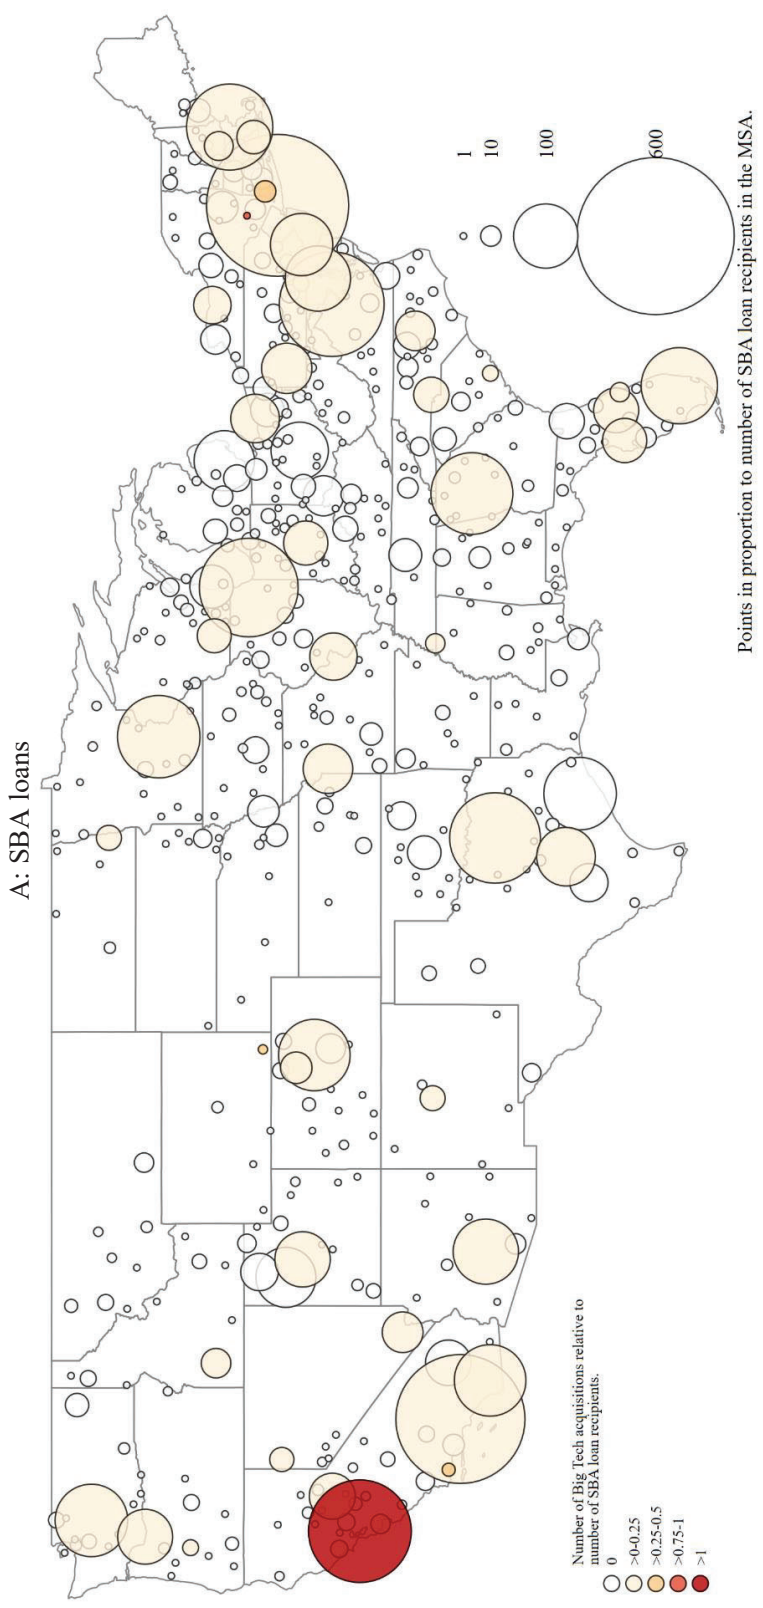 A: SBA loans
1
10
100
600
Points in proportion to number of SBA loan recipients in the MSA.
Number of Big Tech acquisitions relative to
number of SBA loan recipients.
0
>0-0.25
>0.25-0.5
>0.75-1
>1